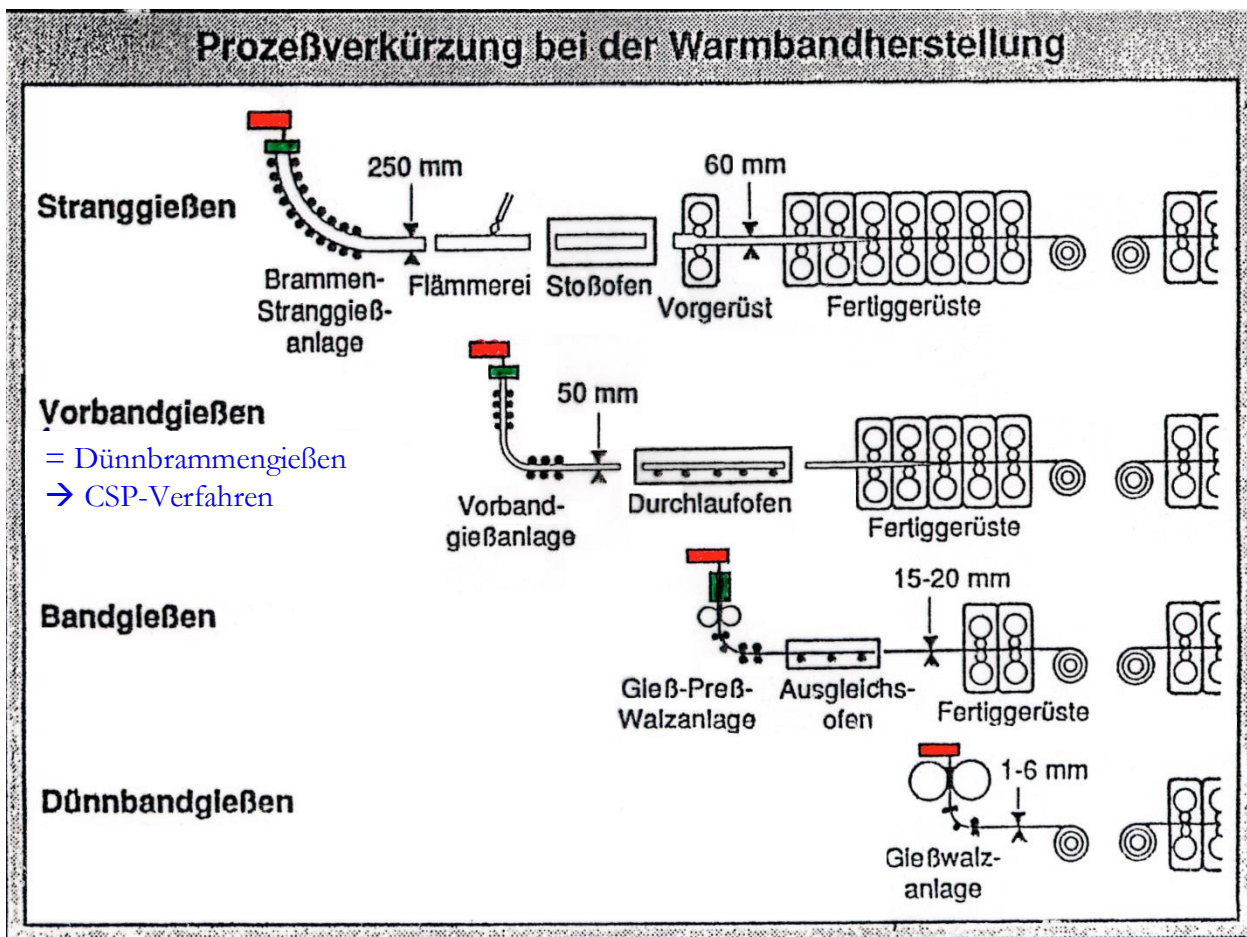 Prozeßverkürzung bei der Warmbandherstellung
Stranggießen
250 mm
60 mm
Brammen-
Stranggieß-
anlage
Flämmerei
Stoßofen
Vorgerüst
Fertiggerüste
Vorbandgießen
= Dünnbrammengießen
→ CSP-Verfahren
50 mm
Vorband-
gießanlage
Durchlaufofen
Fertiggerüste
Bandgießen
15-20 mm
Gieß-Preß-
Walzanlage
Ausgleichs-
ofen
Fertiggerüste
Dünnbandgießen
1-6 mm
Gießwalz-
anlage